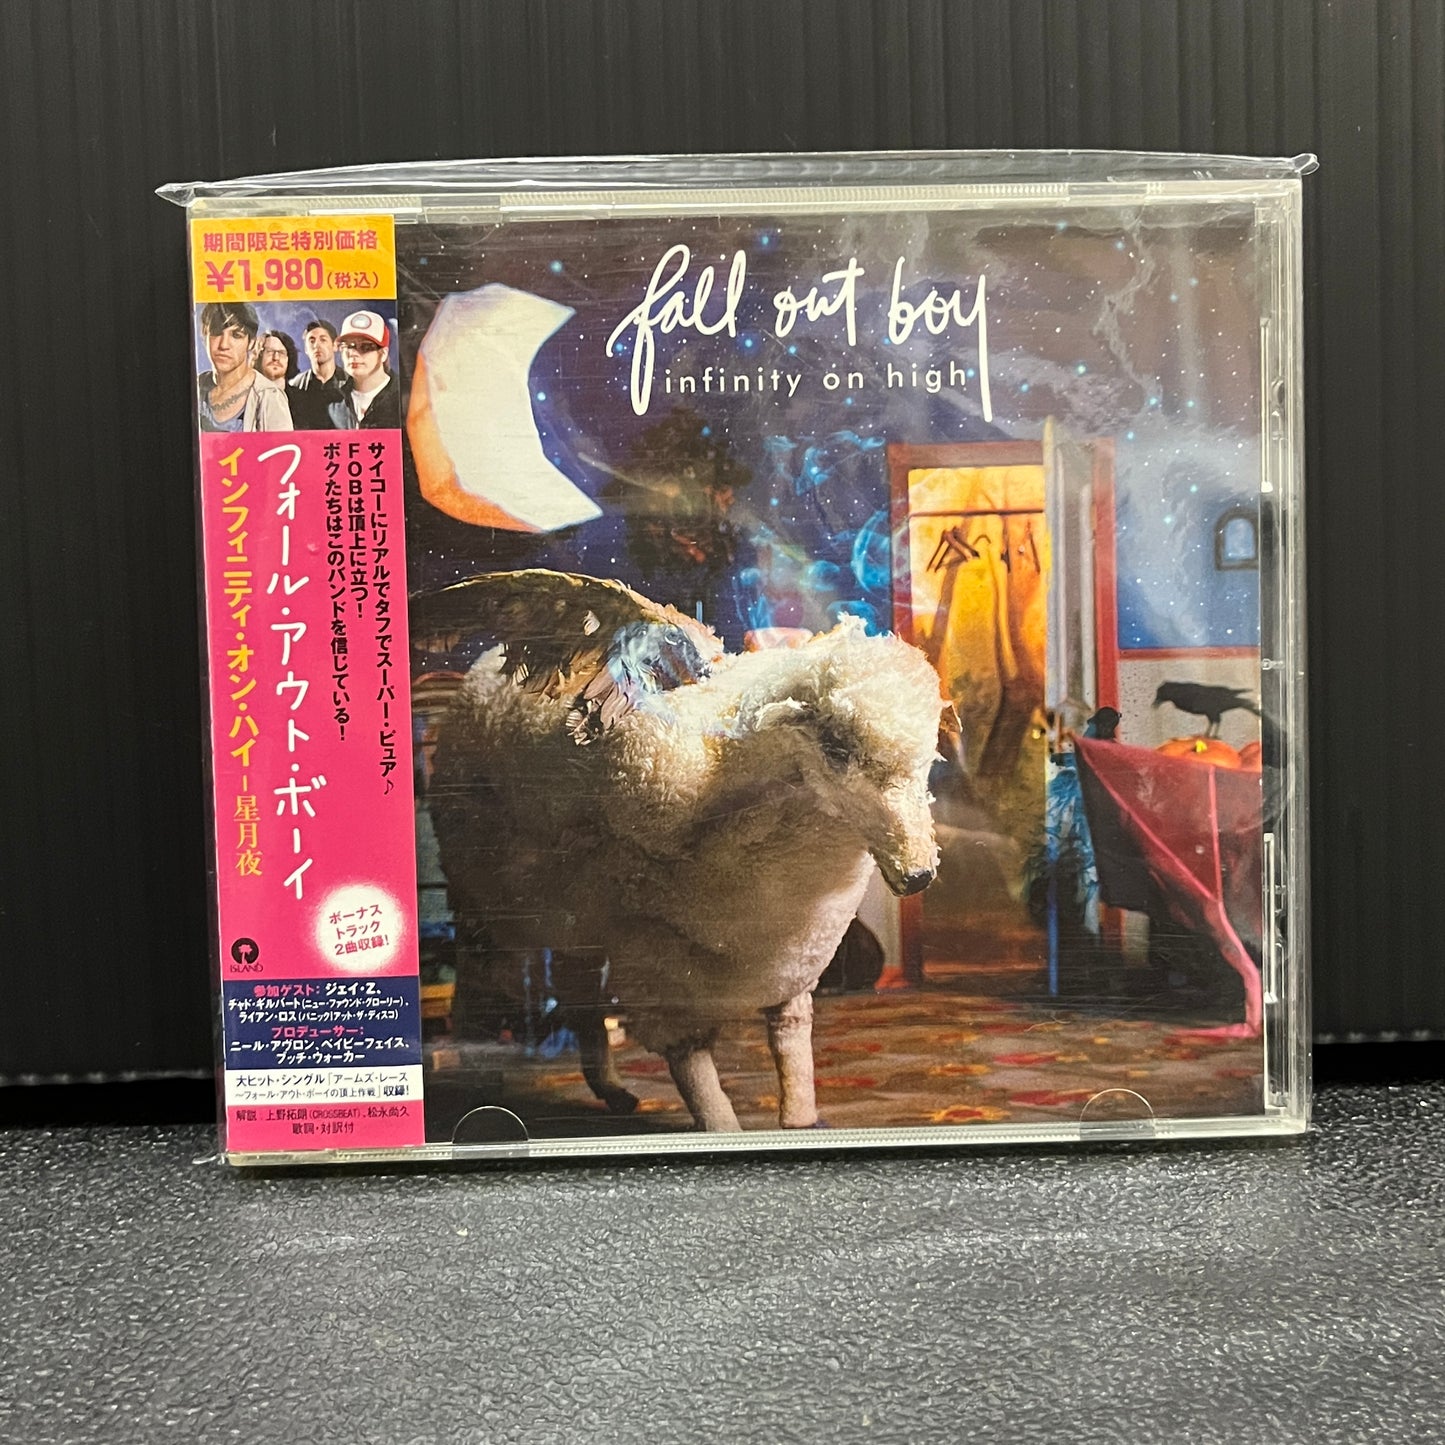 期間限定特別価格
¥1,980(税込)
サイコーにリアルでタフでスーパー・ピュア♪
FOBは頂上に立つ!
ボクたちはこのバンドを信じている!
フォール・アウト・ボーイ
インフィニティ・オン・ハイ–星月夜
ボーナス
トラック
2曲収録!
ISLAND
参加ゲスト:ジェイ・Z、
チャド・ギルバート(ニュー・ファウンド・グローリー)、
ライアン・ロス(パニック!アット・ザ・ディスコ)
プロデューサー:
ニール・アヴロン、ベイビーフェイス、
ブッチ・ウォーカー
大ヒット・シングル「アームズ・レース
〜フォール・アウト・ボーイの頂上作戦」収録!
解説:上野拓朗(CROSSBEAT)、松永尚久
歌詞・対訳付
fall out boy
infinity on high